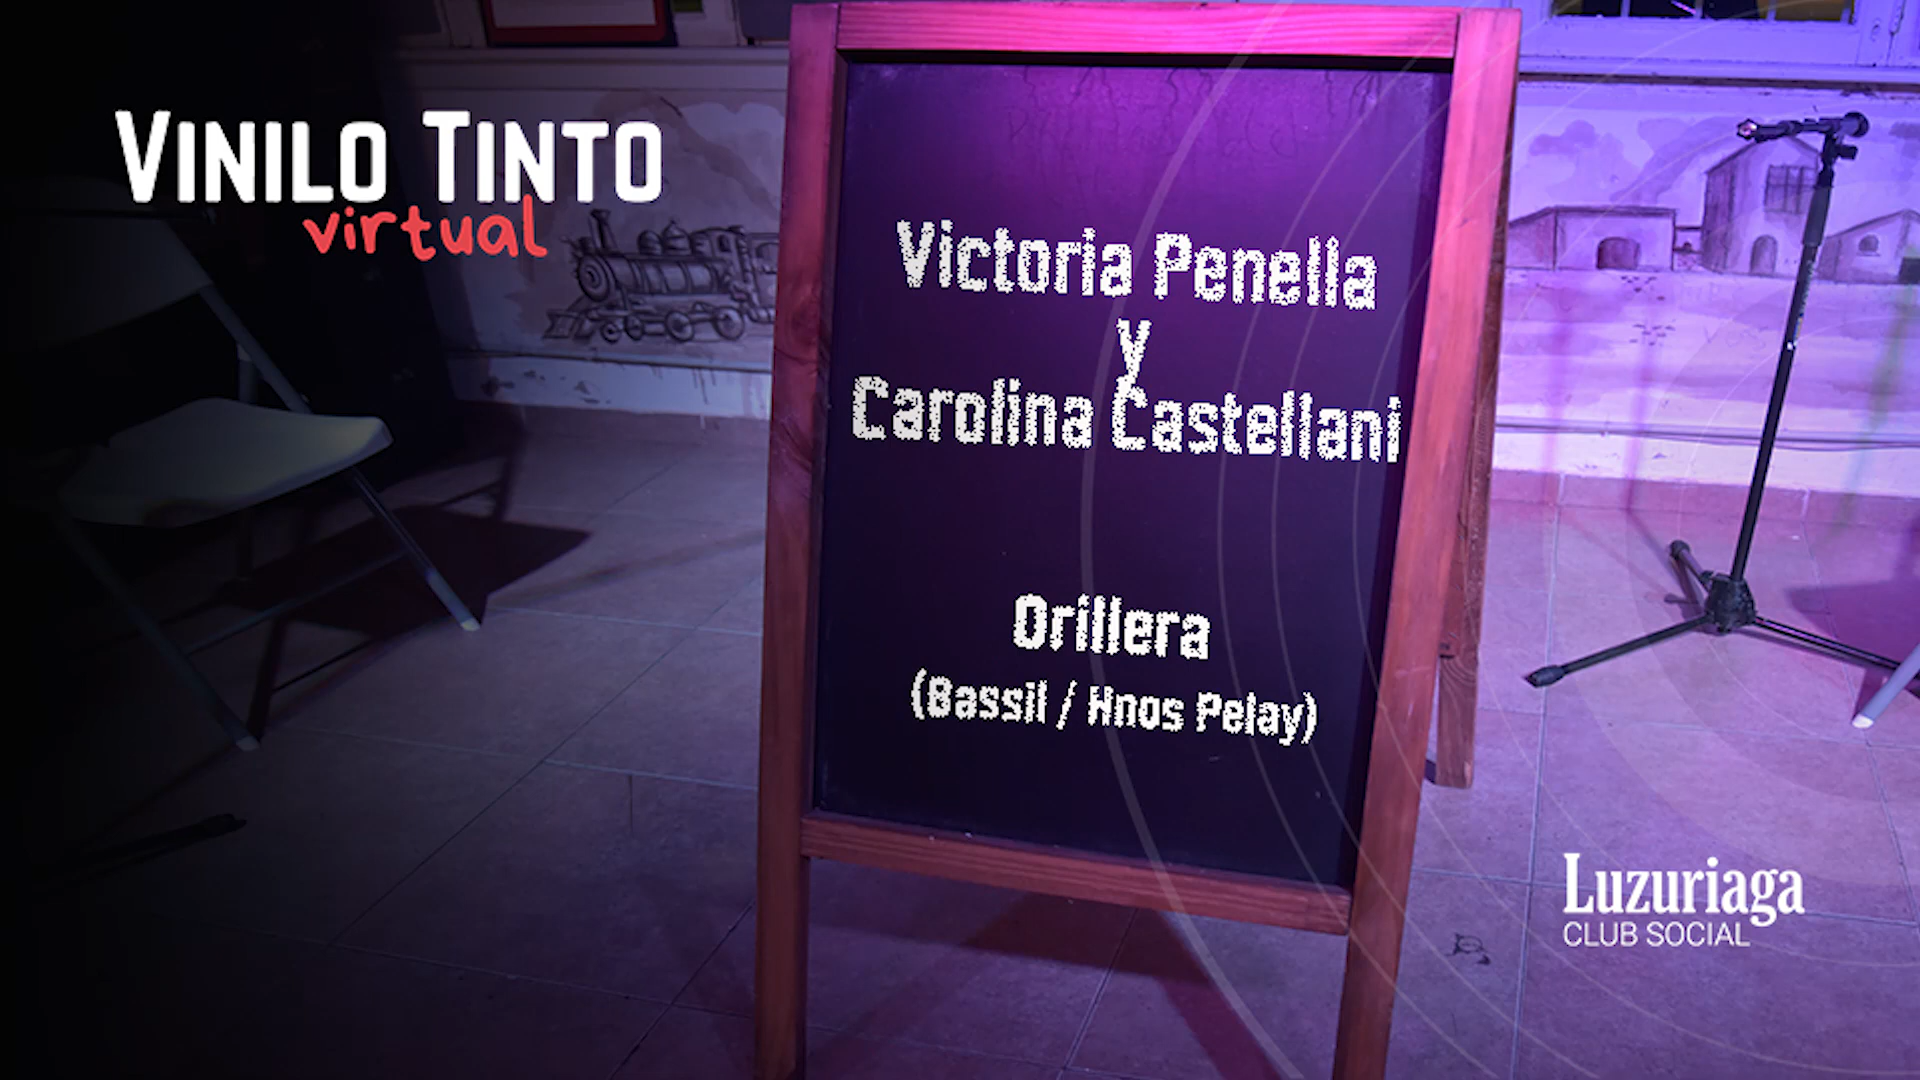 VINILO TINTO
virtual
Victoria Penella
y
Carolina Castellani
Orillera
(Bassil / Hnos Pelay)
Luzuriaga
CLUB SOCIAL